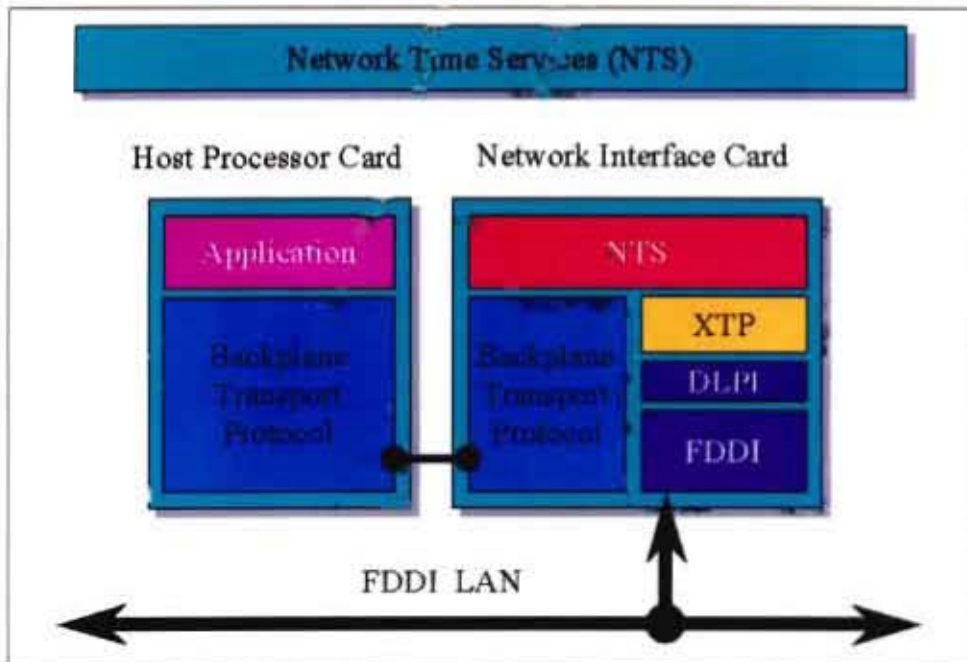 Network Time Services (NTS)
Host Processor Card
Network Interface Card
Application
Backplane
Transport
Protocol
NTS
Backplane
Transport
Protocol
XTP
DLPI
FDDI
FDDI LAN